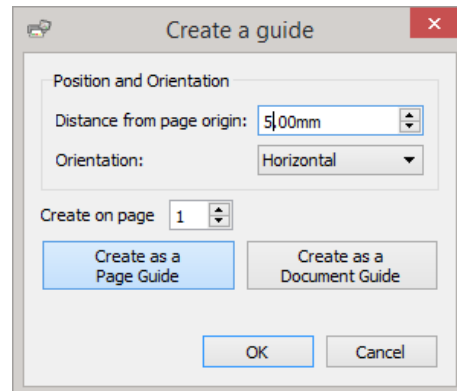 Create a guide
Position and Orientation
Distance from page origin: 5.00mm
Orientation: Horizontal
Create on page 1
Create as a
Page Guide
Create as a
Document Guide
OK Cancel